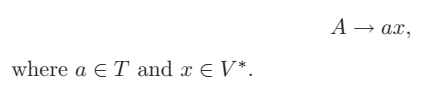 A → ax,
where a ∈ T and x ∈ V*.